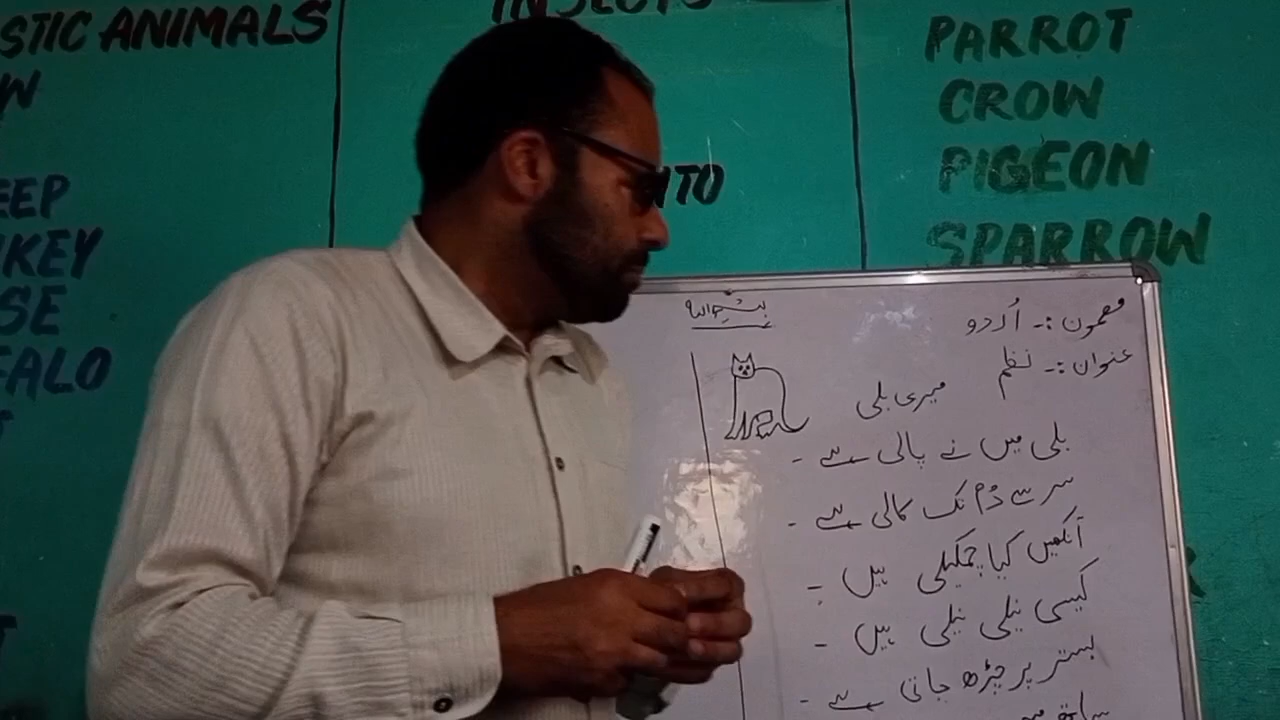 STIC ANIMALS
W
EEP
KEY
SE
FALO
T
T
INSECTS
TO
PARROT
CROW
PIGEON
SPARROW
بسم اللہ
مضمون :۔ اُردو
عنوان :۔ نظم
میری بلی
بلی میں نے پالی ہے ۔
سر سے دُم تک کالی ہے ۔
آنکھیں کیا چمکیلی ہیں ۔
کیسی نیلی نیلی ہیں ۔
بستر پر چڑھ جاتی ہے ۔